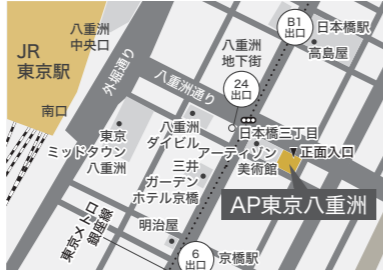 B1
出口
日本橋駅
高島屋
八重洲
中央口
JR
東京駅
外堀通り
八重洲
地下街
24
出口
八重洲通り
南口
東京
ミッドタウン
八重洲
八重洲
ダイビル
日本橋三丁目
アーティゾン
美術館
正面入口
三井
ガーデン
ホテル京橋
AP東京八重洲
東京メトロ
銀座線
明治屋
6
出口
京橋駅